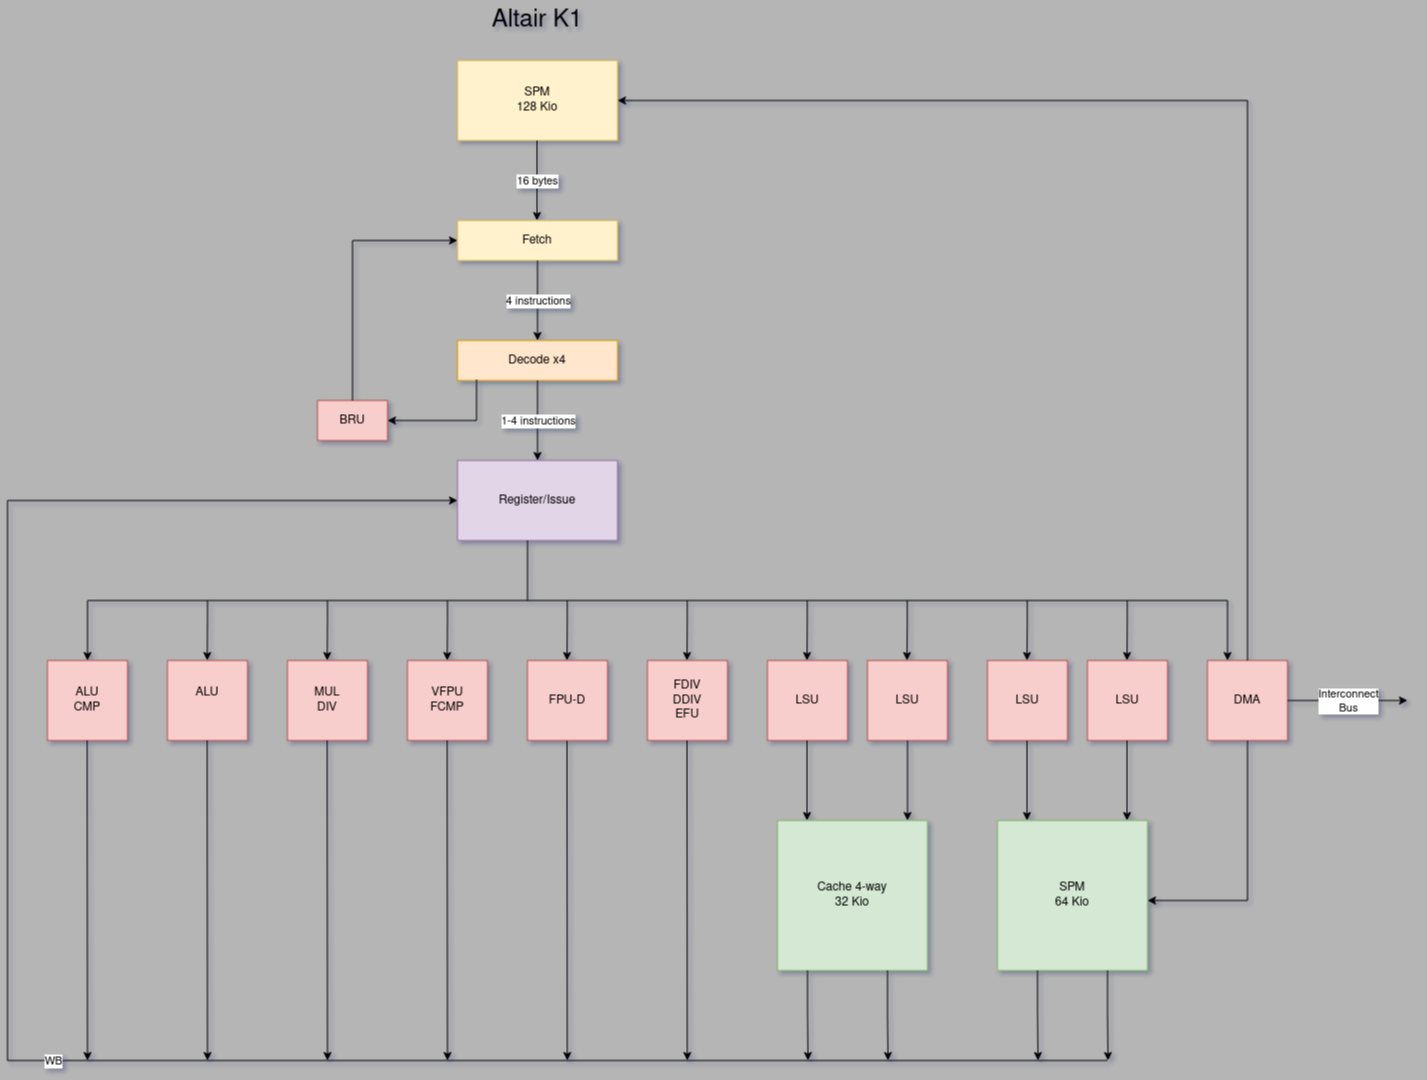 Altair K1
SPM
128 Kio
16 bytes
Fetch
4 instructions
Decode x4
BRU
1-4 instructions
Register/Issue
ALU
CMP
ALU
MUL
DIV
VFPU
FCMP
FPU-D
FDIV
DDIV
EFU
LSU
LSU
LSU
LSU
DMA
Interconnect
Bus
Cache 4-way
32 Kio
SPM
64 Kio
WB